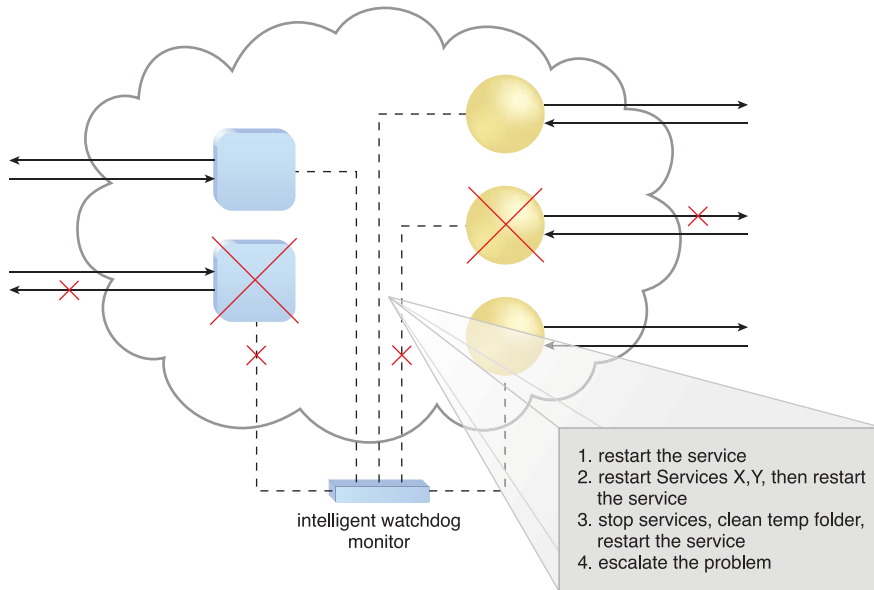 intelligent watchdog
monitor
1. restart the service
2. restart Services X,Y, then restart
the service
3. stop services, clean temp folder,
restart the service
4. escalate the problem